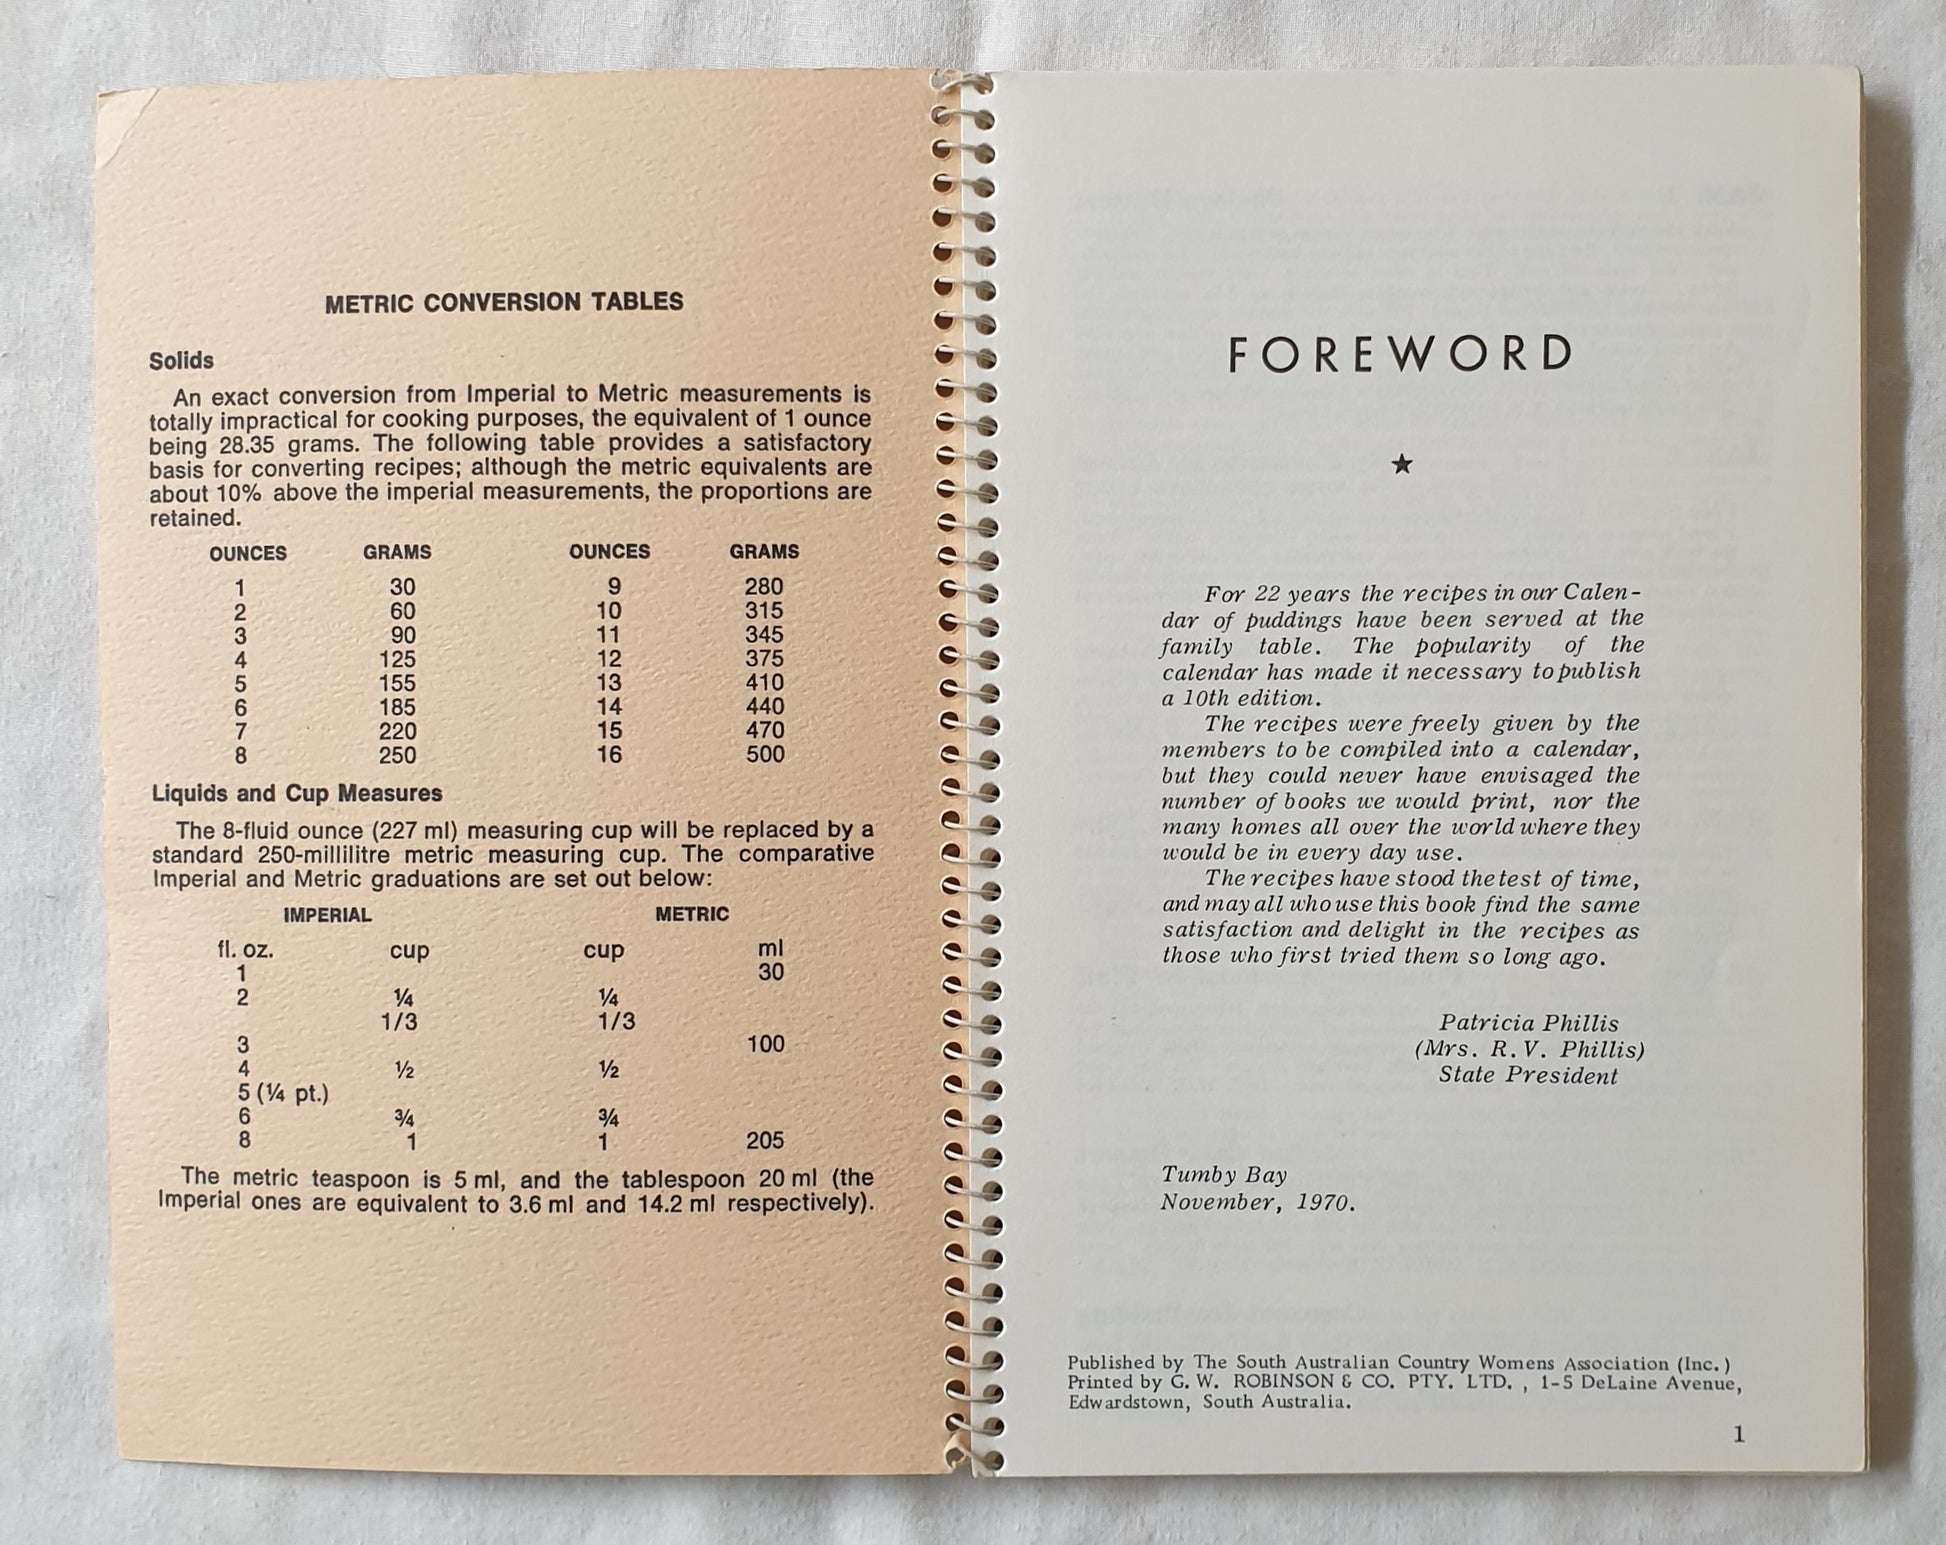 METRIC CONVERSION TABLES
Solids
An exact conversion from Imperial to Metric measurements is
totally impractical for cooking purposes, the equivalent of 1 ounce
being 28.35 grams. The following table provides a satisfactory
basis for converting recipes; although the metric equivalents are
about 10% above the imperial measurements, the proportions are
retained.
OUNCES GRAMS OUNCES GRAMS
1 30 9 280
2 60 10 315
3 90 11 345
4 125 12 375
5 155 13 410
6 185 14 440
7 220 15 470
8 250 16 500
Liquids and Cup Measures
The 8-fluid ounce (227 ml) measuring cup will be replaced by a
standard 250-millilitre metric measuring cup. The comparative
Imperial and Metric graduations are set out below:
IMPERIAL METRIC
fl. oz. cup cup ml
1 30
2 ¼ ¼
1/3 1/3
3 100
4 ½ ½
5 (¼ pt.)
6 ¾ ¾
8 1 1 205
The metric teaspoon is 5 ml, and the tablespoon 20 ml (the
Imperial ones are equivalent to 3.6 ml and 14.2 ml respectively).
FOREWORD
★
For 22 years the recipes in our Calen-
dar of puddings have been served at the
family table. The popularity of the
calendar has made it necessary to publish
a 10th edition.
The recipes were freely given by the
members to be compiled into a calendar,
but they could never have envisaged the
number of books we would print, nor the
many homes all over the world where they
would be in every day use.
The recipes have stood the test of time,
and may all who use this book find the same
satisfaction and delight in the recipes as
those who first tried them so long ago.
Patricia Phillis
(Mrs. R. V. Phillis)
State President
Tumby Bay
November, 1970.
Published by The South Australian Country Womens Association (Inc.)
Printed by G. W. ROBINSON & CO. PTY. LTD. , 1-5 DeLaine Avenue,
Edwardstown, South Australia.
1